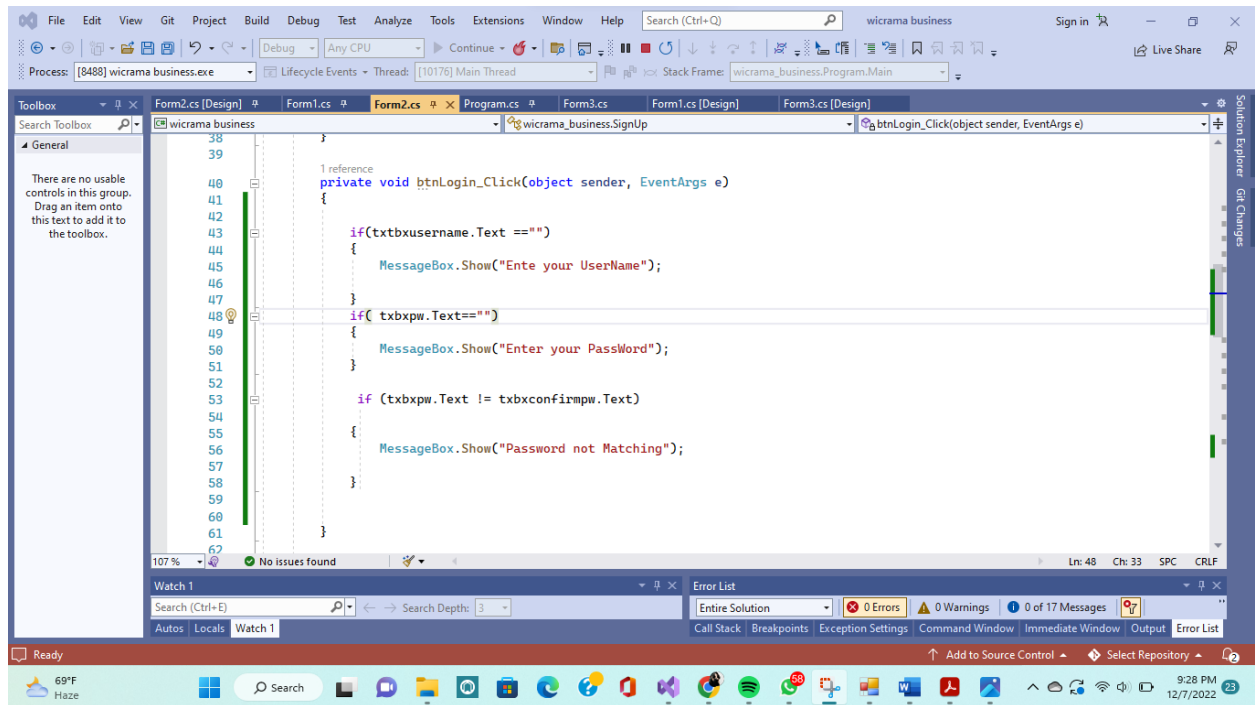 File Edit View Git Project Build Debug Test Analyze Tools Extensions Window Help Search (Ctrl+Q) wicrama business Sign in
Debug Any CPU Continue Live Share
Process: [8488] wicrama business.exe Lifecycle Events Thread: [10176] Main Thread Stack Frame: wicrama_business.Program.Main
Toolbox Form2.cs [Design] Form1.cs Form2.cs Program.cs Form3.cs Form1.cs [Design] Form3.cs [Design]
Search Toolbox wicrama business wicrama_business.SignUp btnLogin_Click(object sender, EventArgs e)
General
There are no usable
controls in this group.
Drag an item onto
this text to add it to
the toolbox.
38 }
39
1 reference
40 private void btnLogin_Click(object sender, EventArgs e)
41 {
42
43 if(txtbxusername.Text =="")
44 {
45 MessageBox.Show("Ente your UserName");
46
47 }
48 if( txbxpw.Text=="")
49 {
50 MessageBox.Show("Enter your PassWord");
51 }
52
53 if (txbxpw.Text != txbxconfirmpw.Text)
54
55 {
56 MessageBox.Show("Password not Matching");
57
58 }
59
60
61 }
62
107 % No issues found Ln: 48 Ch: 33 SPC CRLF
Solution Explorer
Git Changes
Watch 1
Search (Ctrl+E) Search Depth: 3
Autos Locals Watch 1
Error List
Entire Solution 0 Errors 0 Warnings 0 of 17 Messages
Call Stack Breakpoints Exception Settings Command Window Immediate Window Output Error List
Ready Add to Source Control Select Repository 2
69°F
Haze
Search
58
9:28 PM
12/7/2022
23